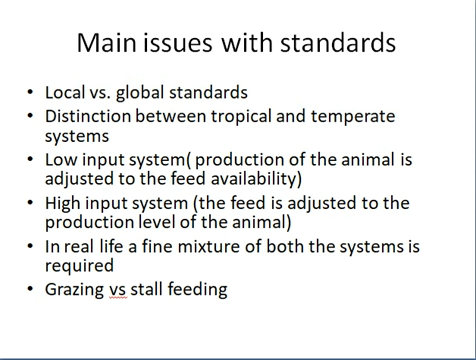 Main issues with standards
• Local vs. global standards
• Distinction between tropical and temperate
systems
• Low input system( production of the animal is
adjusted to the feed availability)
• High input system (the feed is adjusted to the
production level of the animal)
• In real life a fine mixture of both the systems is
required
• Grazing vs stall feeding